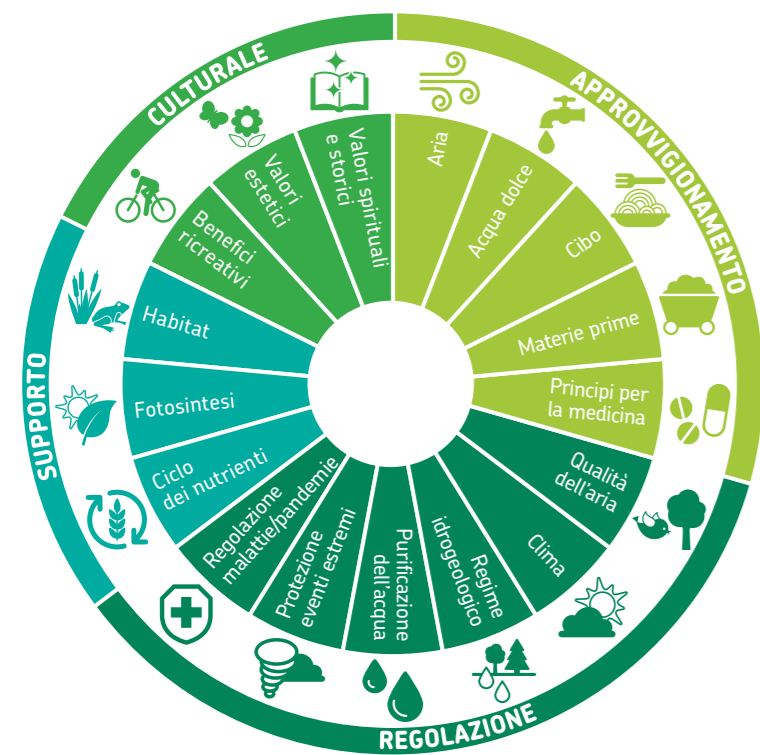 CULTURALE
Benefici
ricreativi
Valori
estetici
Valori spirituali
e storici
APPROVVIGIONAMENTO
Aria
Acqua dolce
Cibo
Materie prime
Principi per
la medicina
REGOLAZIONE
Qualità
dell'aria
Clima
Regime
idrogeologico
Purificazione
dell'acqua
Protezione
eventi estremi
Regolazione
malattie/pandemie
SUPPORTO
Ciclo
dei nutrienti
Fotosintesi
Habitat